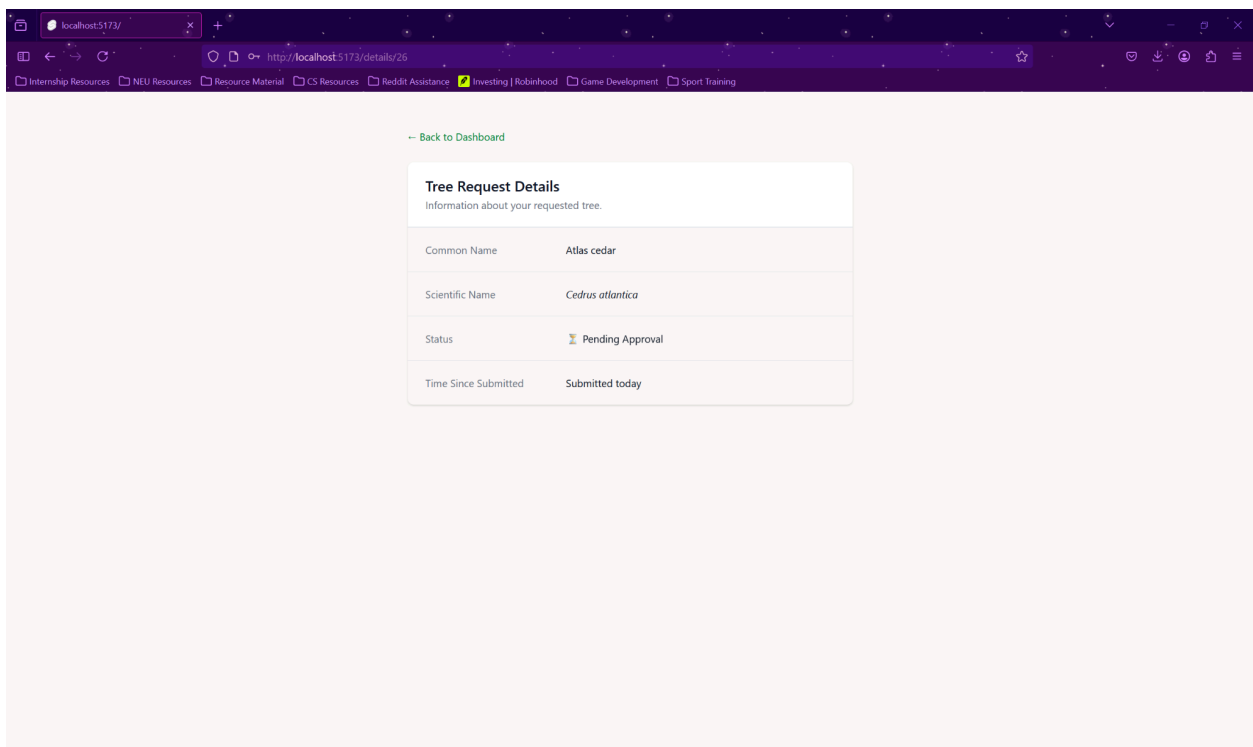 localhost:5173/
http://localhost:5173/details/26
Internship Resources NEU Resources Resource Material CS Resources Reddit Assistance Investing | Robinhood Game Development Sport Training
← Back to Dashboard
Tree Request Details
Information about your requested tree.
Common Name Atlas cedar
Scientific Name Cedrus atlantica
Status ⏳ Pending Approval
Time Since Submitted Submitted today